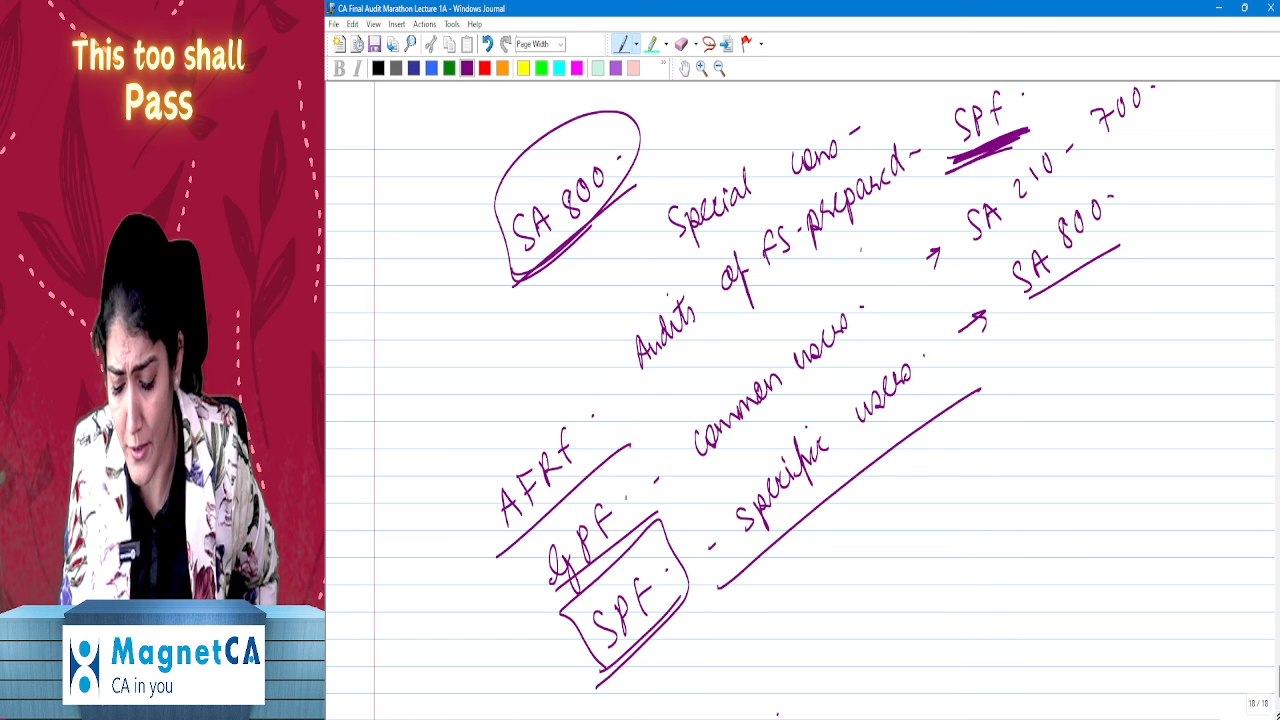 This too shall
Pass
MagnetCA
CA in you
CA Final Audit Marathon Lecture 1A - Windows Journal
File Edit View Insert Actions Tools Help
Page Width
B I
SA 800.
Special cons -
Audits of FS-prepared - SPF.
AFRF.
GPF. - common users. → SA 210 - 700.
SPF. - specific users. → SA 800.
18 / 18